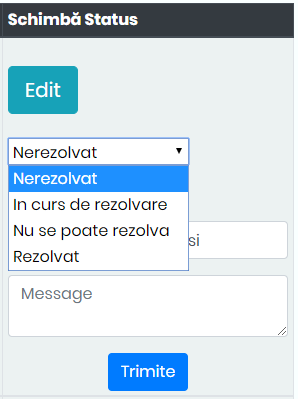 Schimbă Status
Edit
Nerezolvat
Nerezolvat
In curs de rezolvare
Nu se poate rezolva
Rezolvat
Message
Trimite